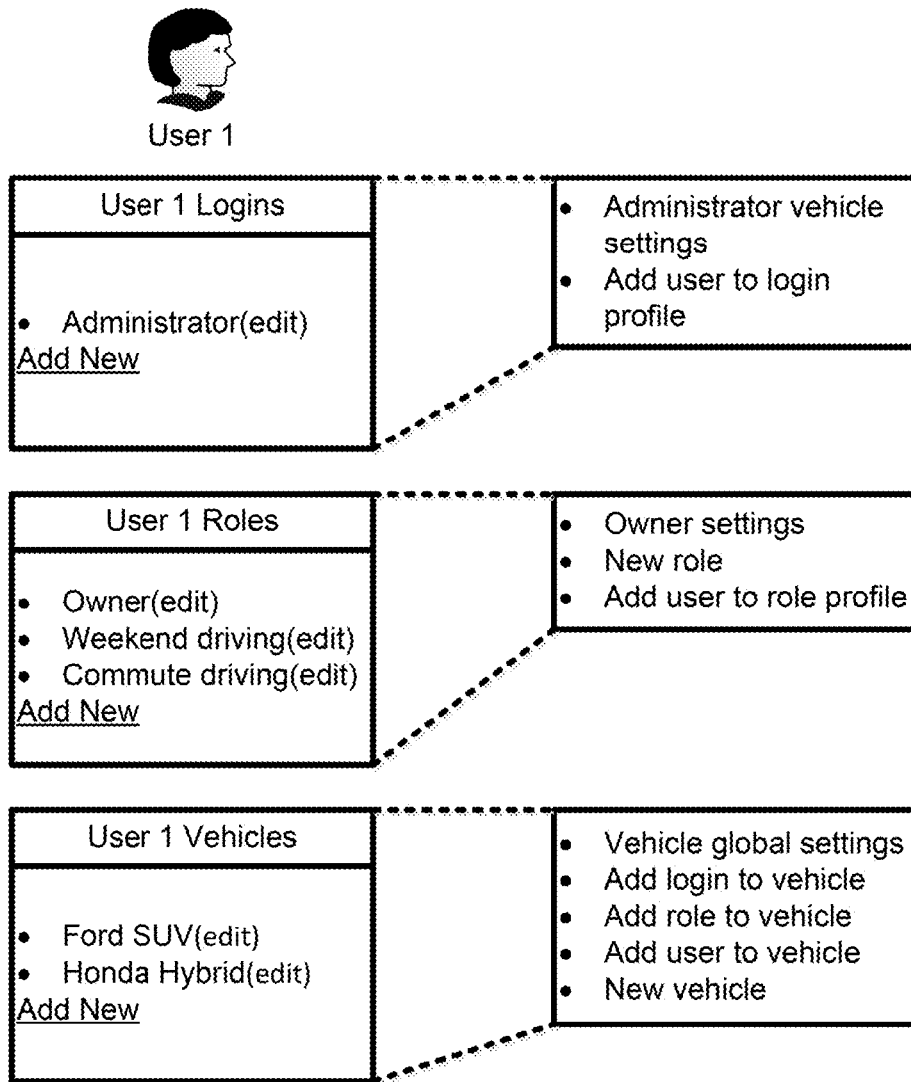 User 1
User 1 Logins
• Administrator(edit)
Add New
• Administrator vehicle
settings
• Add user to login
profile
User 1 Roles
• Owner(edit)
• Weekend driving(edit)
• Commute driving(edit)
Add New
• Owner settings
• New role
• Add user to role profile
User 1 Vehicles
• Ford SUV(edit)
• Honda Hybrid(edit)
Add New
• Vehicle global settings
• Add login to vehicle
• Add role to vehicle
• Add user to vehicle
• New vehicle